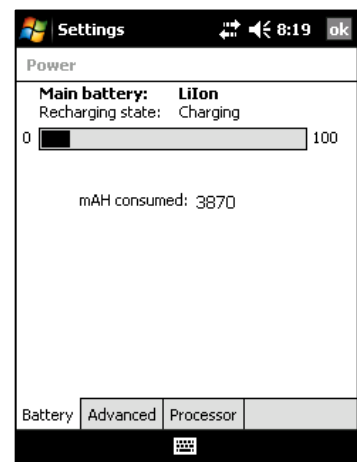 Settings 8:19 ok
Power
Main battery: LiIon
Recharging state: Charging
0 100
mAH consumed: 3870
Battery Advanced Processor